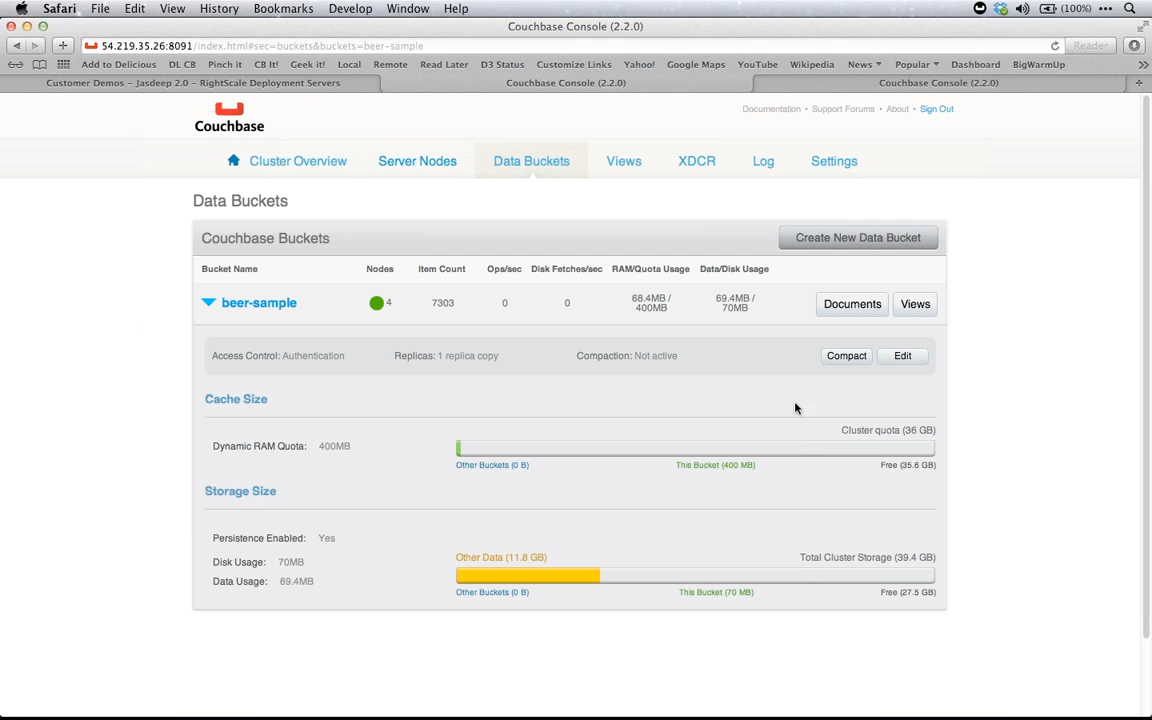 Safari File Edit View History Bookmarks Develop Window Help (100%)
Couchbase Console (2.2.0)
54.219.35.26:8091/index.html#sec=buckets&buckets=beer-sample Reader
Add to Delicious DL CB Pinch it CB It! Geek it! Local Remote Read Later D3 Status Customize Links Yahoo! Google Maps YouTube Wikipedia News Popular Dashboard BigWarmUp
Customer Demos – Jasdeep 2.0 – RightScale Deployment Servers Couchbase Console (2.2.0) Couchbase Console (2.2.0)
Documentation • Support Forums • About • Sign Out
Couchbase
Cluster Overview Server Nodes Data Buckets Views XDCR Log Settings
Data Buckets
Couchbase Buckets Create New Data Bucket
Bucket Name Nodes Item Count Ops/sec Disk Fetches/sec RAM/Quota Usage Data/Disk Usage
beer-sample 4 7303 0 0 68.4MB / 400MB 69.4MB / 70MB Documents Views
Access Control: Authentication Replicas: 1 replica copy Compaction: Not active Compact Edit
Cache Size
Cluster quota (36 GB)
Dynamic RAM Quota: 400MB
Other Buckets (0 B) This Bucket (400 MB) Free (35.6 GB)
Storage Size
Persistence Enabled: Yes
Other Data (11.8 GB) Total Cluster Storage (39.4 GB)
Disk Usage: 70MB
Data Usage: 69.4MB
Other Buckets (0 B) This Bucket (70 MB) Free (27.5 GB)